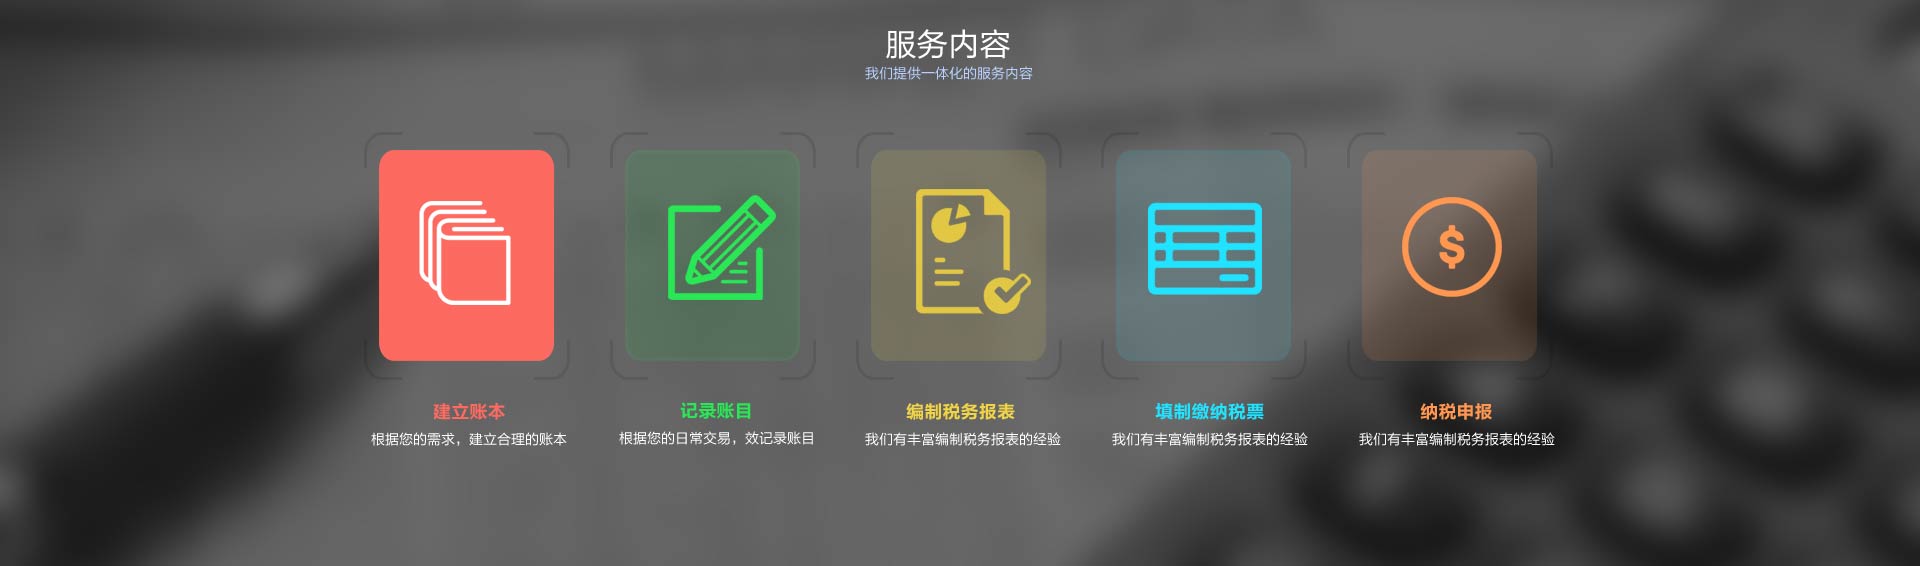 服务内容
我们提供一体化的服务内容
$
建立账本
根据您的需求，建立合理的账本
记录账目
根据您的日常交易，效记录账目
编制税务报表
我们有丰富编制税务报表的经验
填制缴纳税票
我们有丰富编制税务报表的经验
纳税申报
我们有丰富编制税务报表的经验